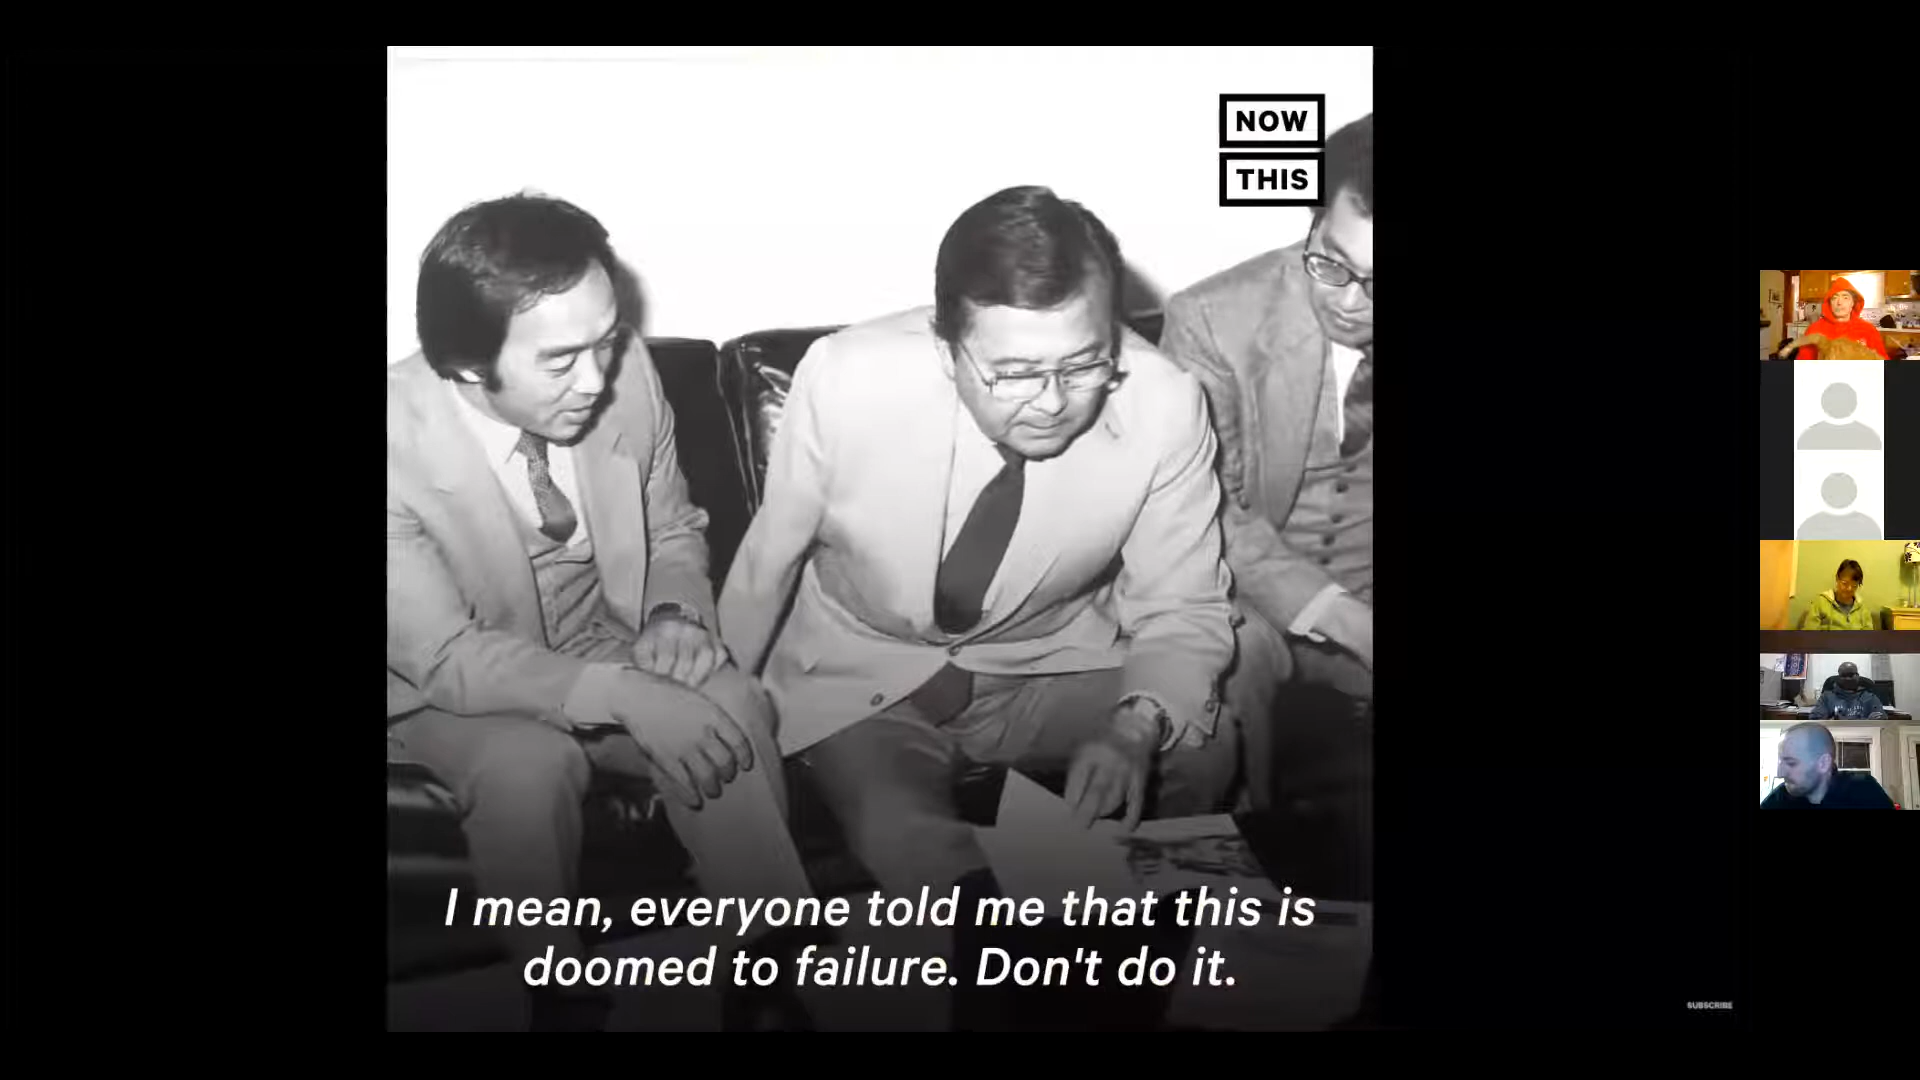 NOW
THIS
I mean, everyone told me that this is
doomed to failure. Don't do it.
SUBSCRIBE